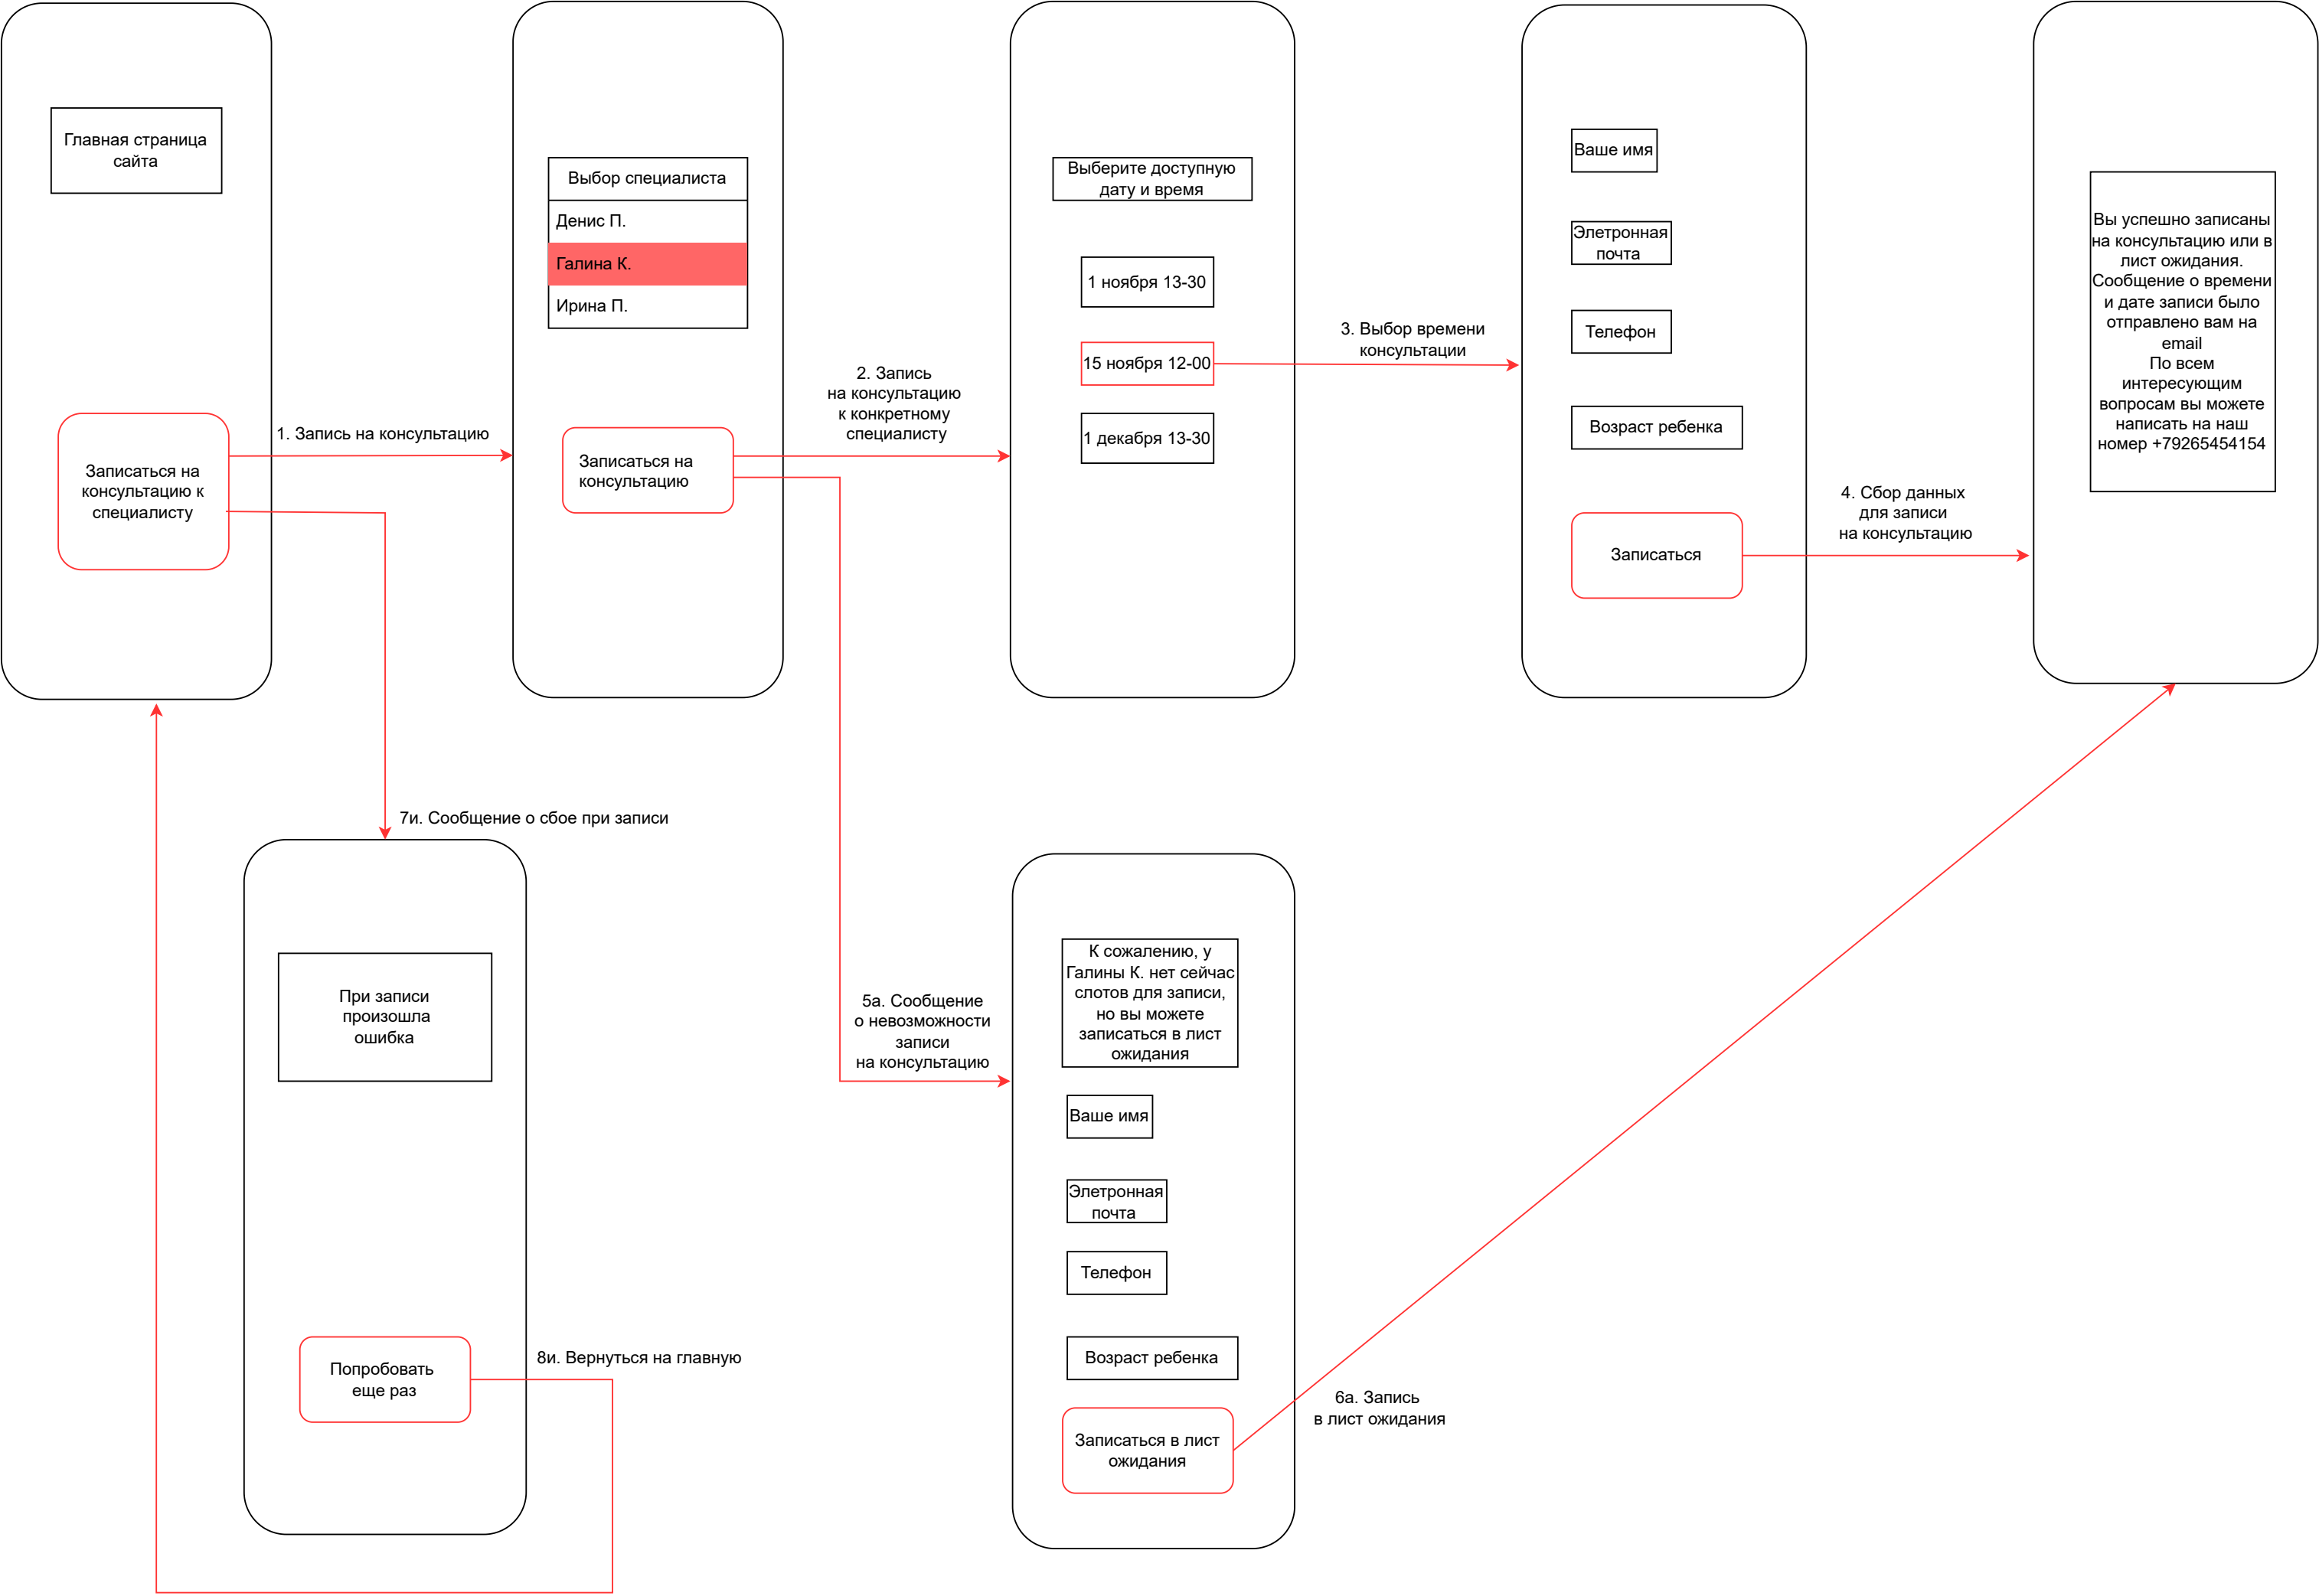 Главная страница
сайта
Записаться на
консультацию к
специалисту
1. Запись на консультацию
Выбор специалиста
Денис П.
Галина К.
Ирина П.
Записаться на
консультацию
2. Запись
на консультацию
к конкретному
специалисту
Выберите доступную
дату и время
1 ноября 13-30
15 ноября 12-00
1 декабря 13-30
3. Выбор времени
консультации
Ваше имя
Элетронная
почта
Телефон
Возраст ребенка
Записаться
4. Сбор данных
для записи
на консультацию
Вы успешно записаны
на консультацию или в
лист ожидания.
Сообщение о времени
и дате записи было
отправлено вам на
email
По всем
интересующим
вопросам вы можете
написать на наш
номер +79265454154
7и. Сообщение о сбое при записи
При записи
произошла
ошибка
Попробовать
еще раз
8и. Вернуться на главную
5а. Сообщение
о невозможности
записи
на консультацию
К сожалению, у
Галины К. нет сейчас
слотов для записи,
но вы можете
записаться в лист
ожидания
Ваше имя
Элетронная
почта
Телефон
Возраст ребенка
Записаться в лист
ожидания
6а. Запись
в лист ожидания